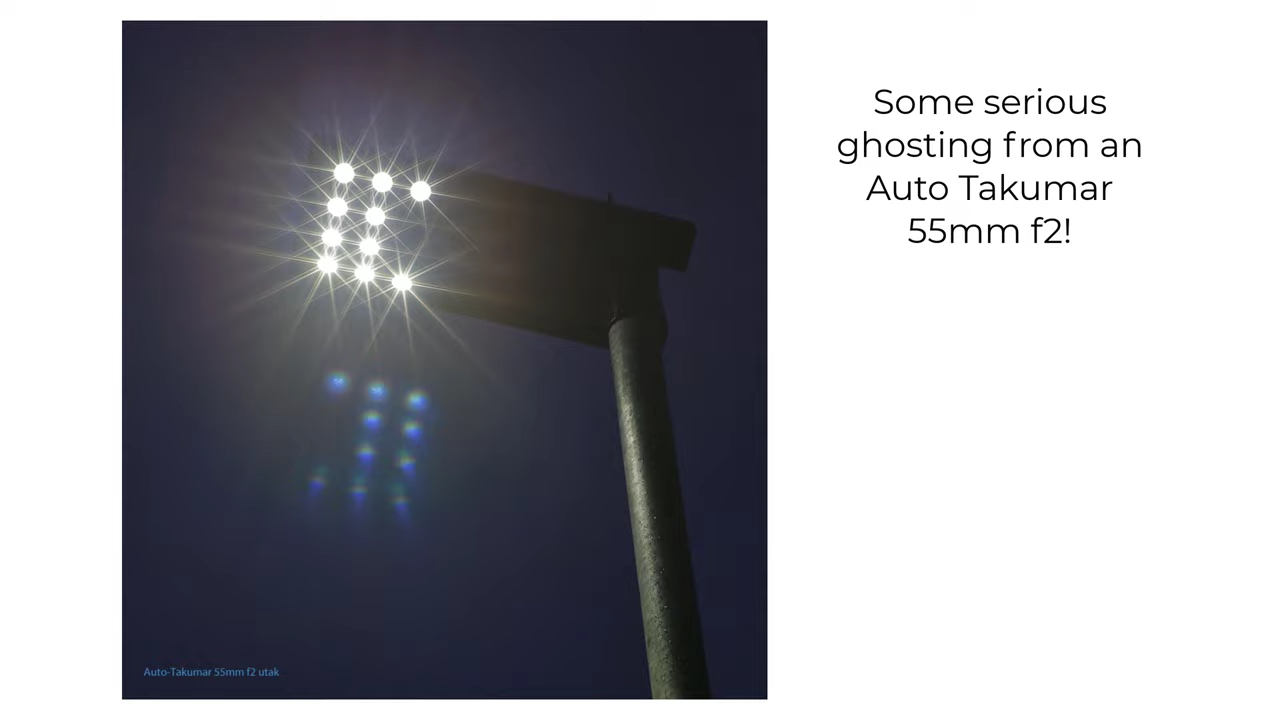 Some serious
ghosting from an
Auto Takumar
55mm f2!
Auto-Takumar 55mm f2 utak